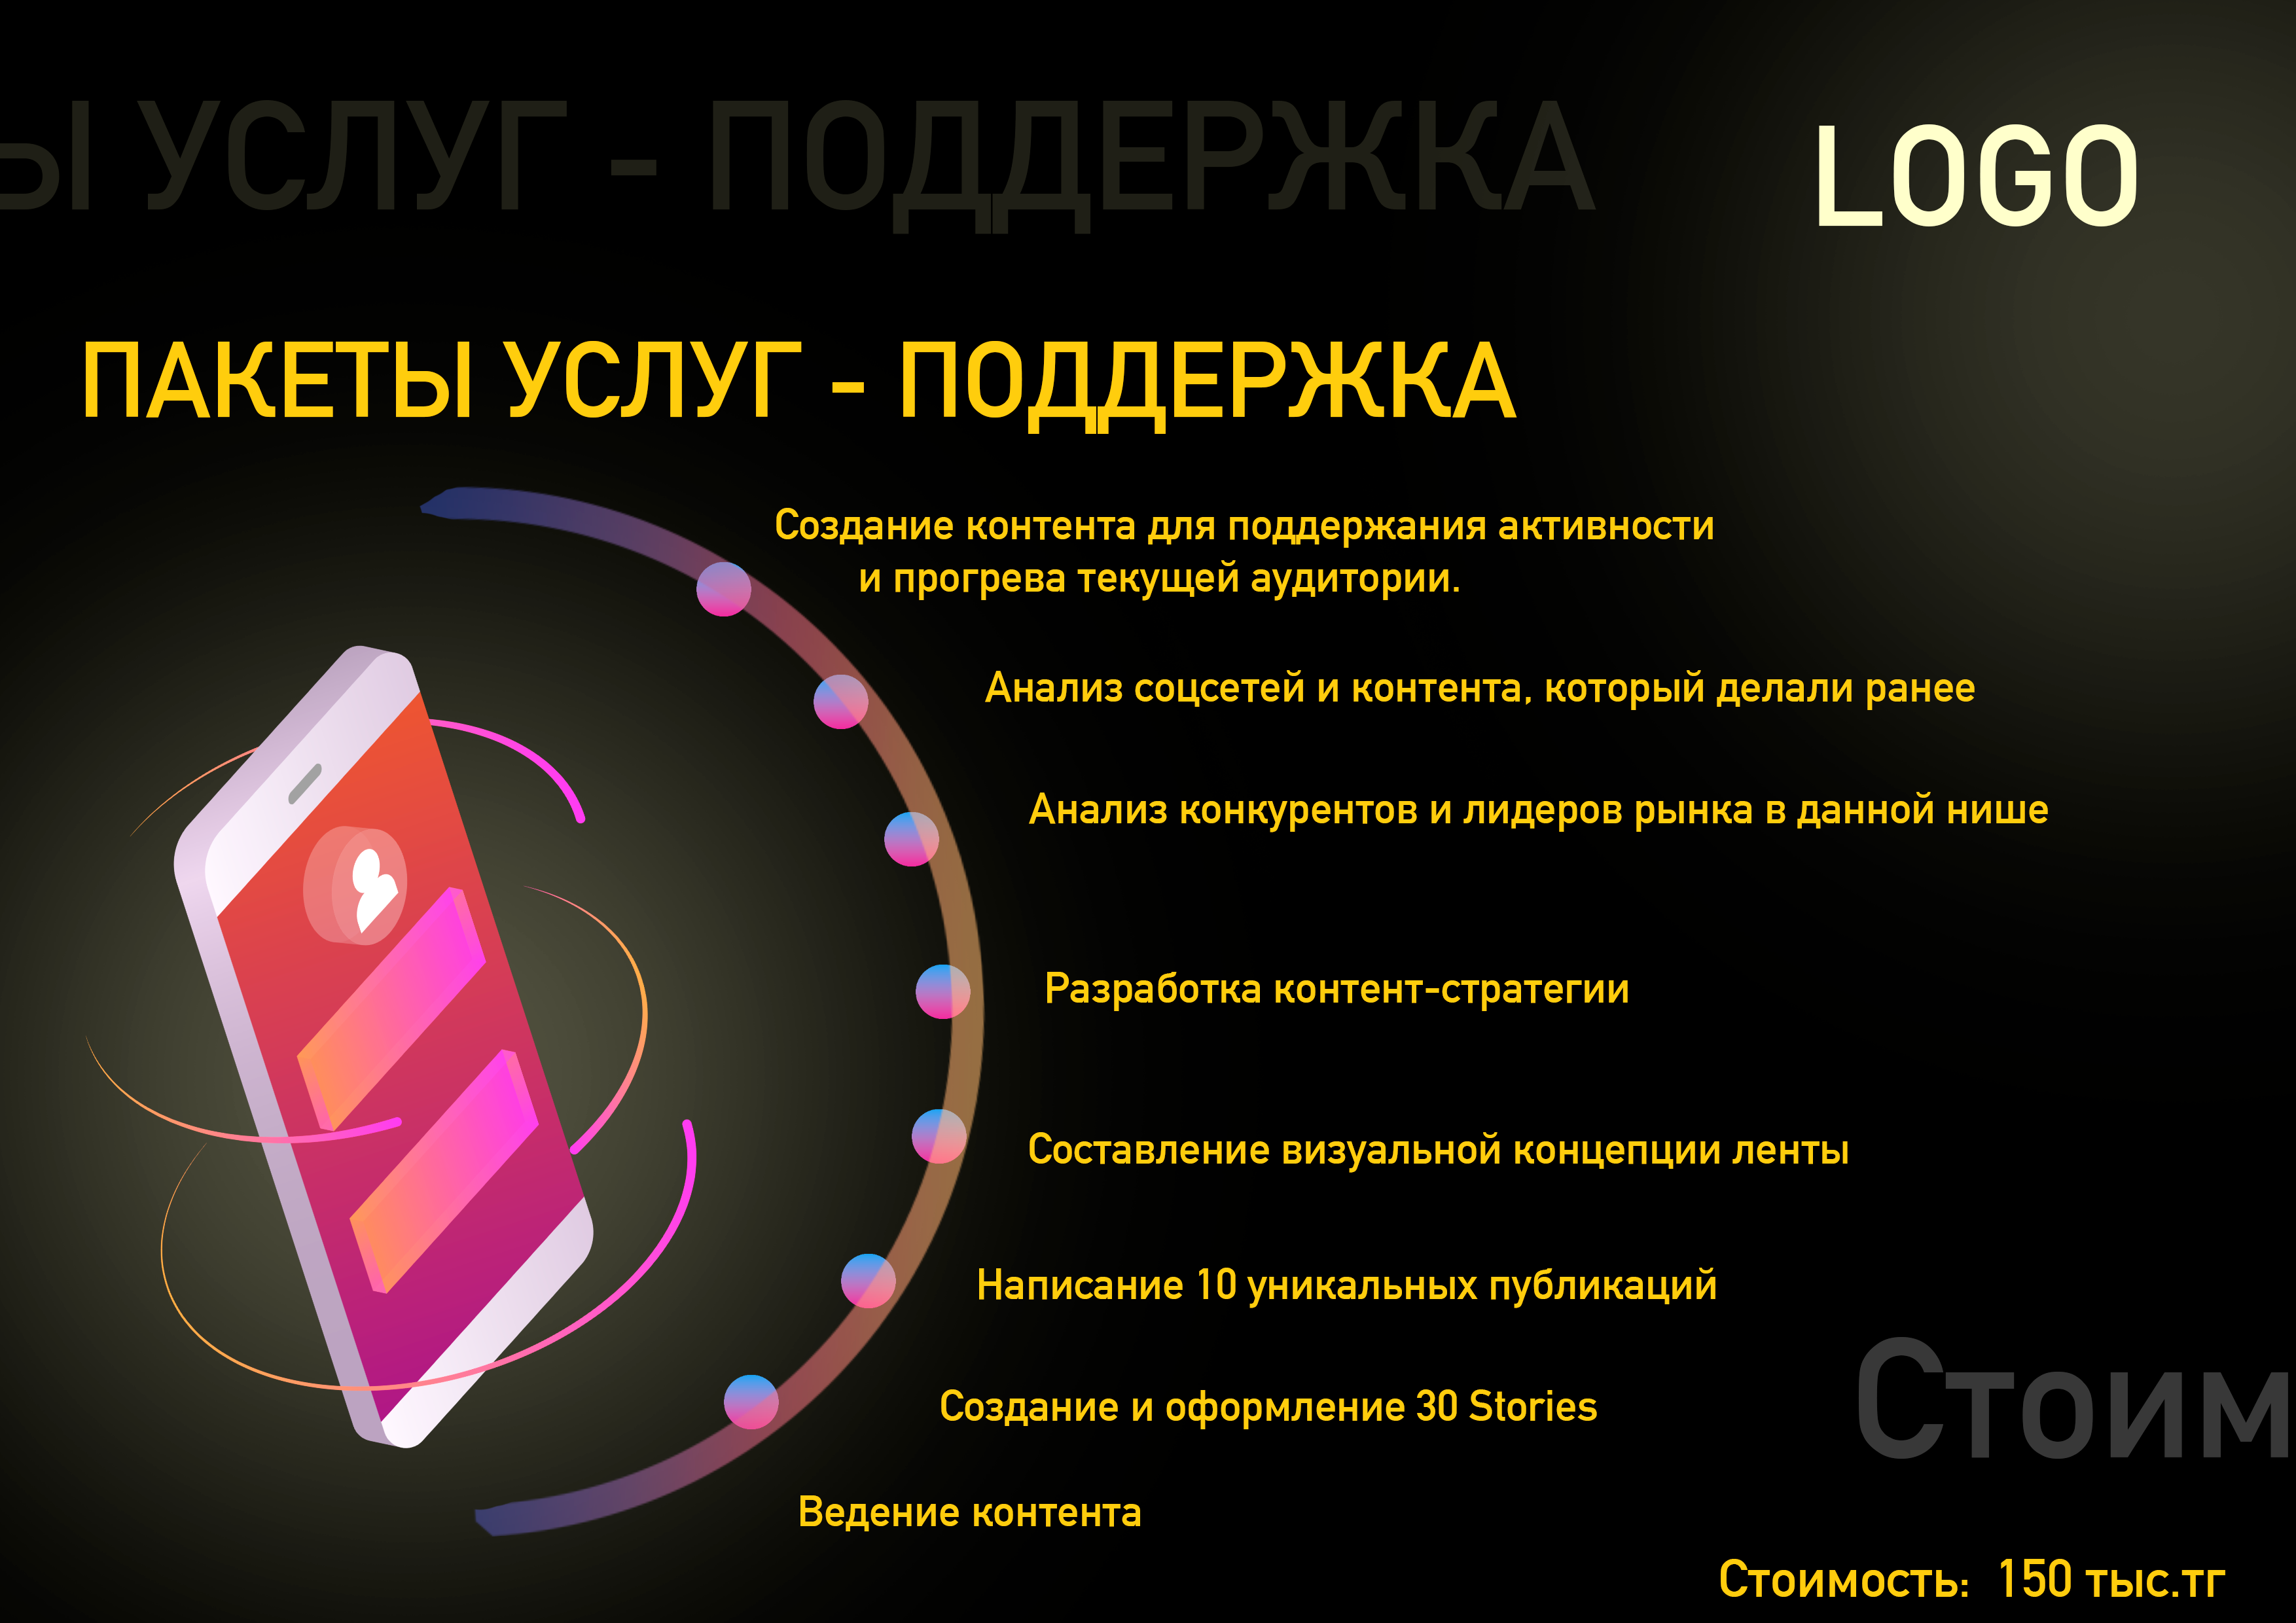 Ы УСЛУГ - ПОДДЕРЖКА
LOGO
ПАКЕТЫ УСЛУГ - ПОДДЕРЖКА
Создание контента для поддержания активности
и прогрева текущей аудитории.
Анализ соцсетей и контента, который делали ранее
Анализ конкурентов и лидеров рынка в данной нише
Разработка контент-стратегии
Составление визуальной концепции ленты
Написание 10 уникальных публикаций
Создание и оформление 30 Stories
Ведение контента
Стоим
Стоимость: 150 тыс.тг